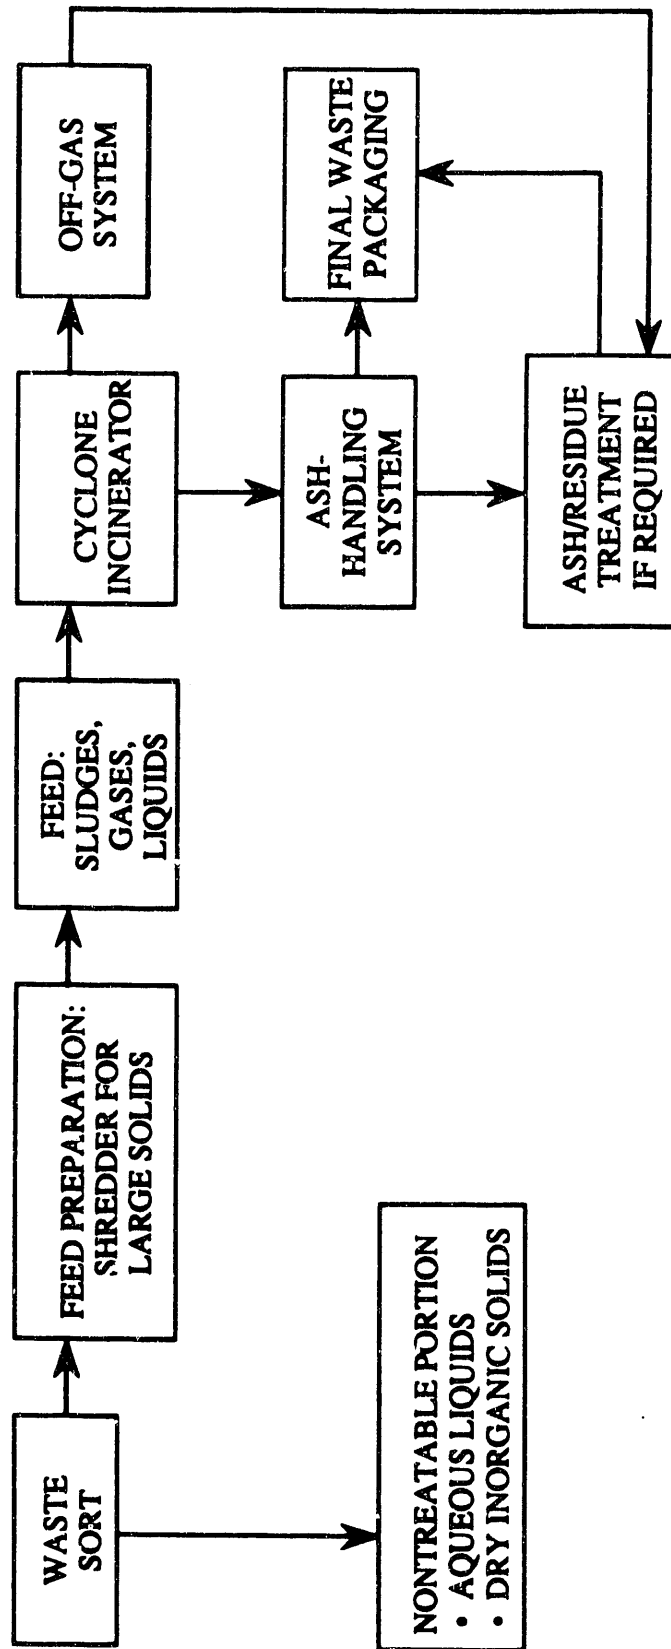 WASTE
SORT
FEED PREPARATION:
SHREDDER FOR
LARGE SOLIDS
FEED:
SLUDGES,
GASES,
LIQUIDS
CYCLONE
INCINERATOR
OFF-GAS
SYSTEM
ASH-
HANDLING
SYSTEM
FINAL WASTE
PACKAGING
NONTREATABLE PORTION
• AQUEOUS LIQUIDS
• DRY INORGANIC SOLIDS
ASH/RESIDUE
TREATMENT
IF REQUIRED